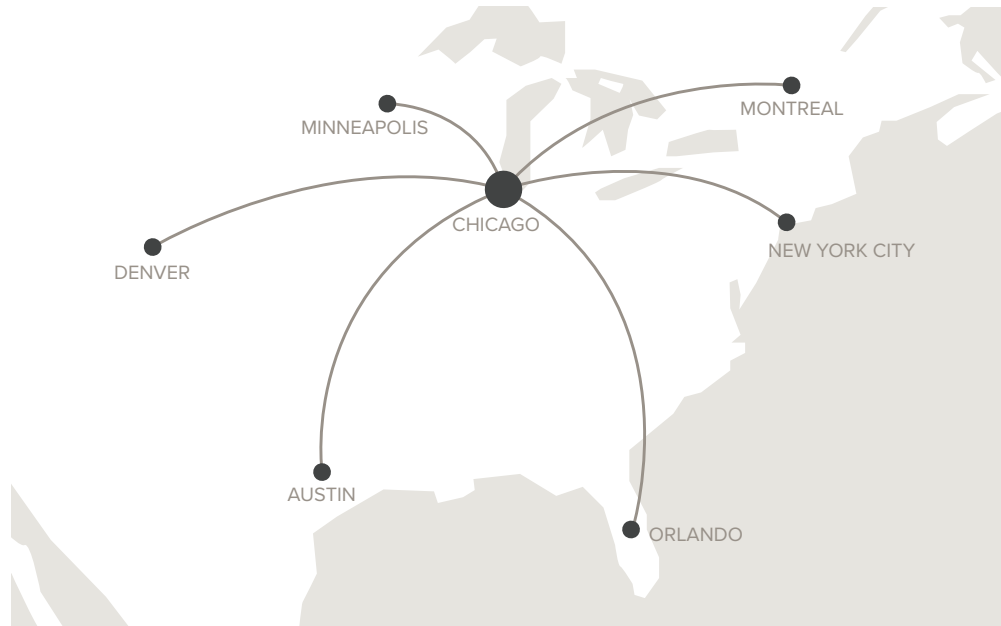 MONTREAL
MINNEAPOLIS
CHICAGO
NEW YORK CITY
DENVER
AUSTIN
ORLANDO